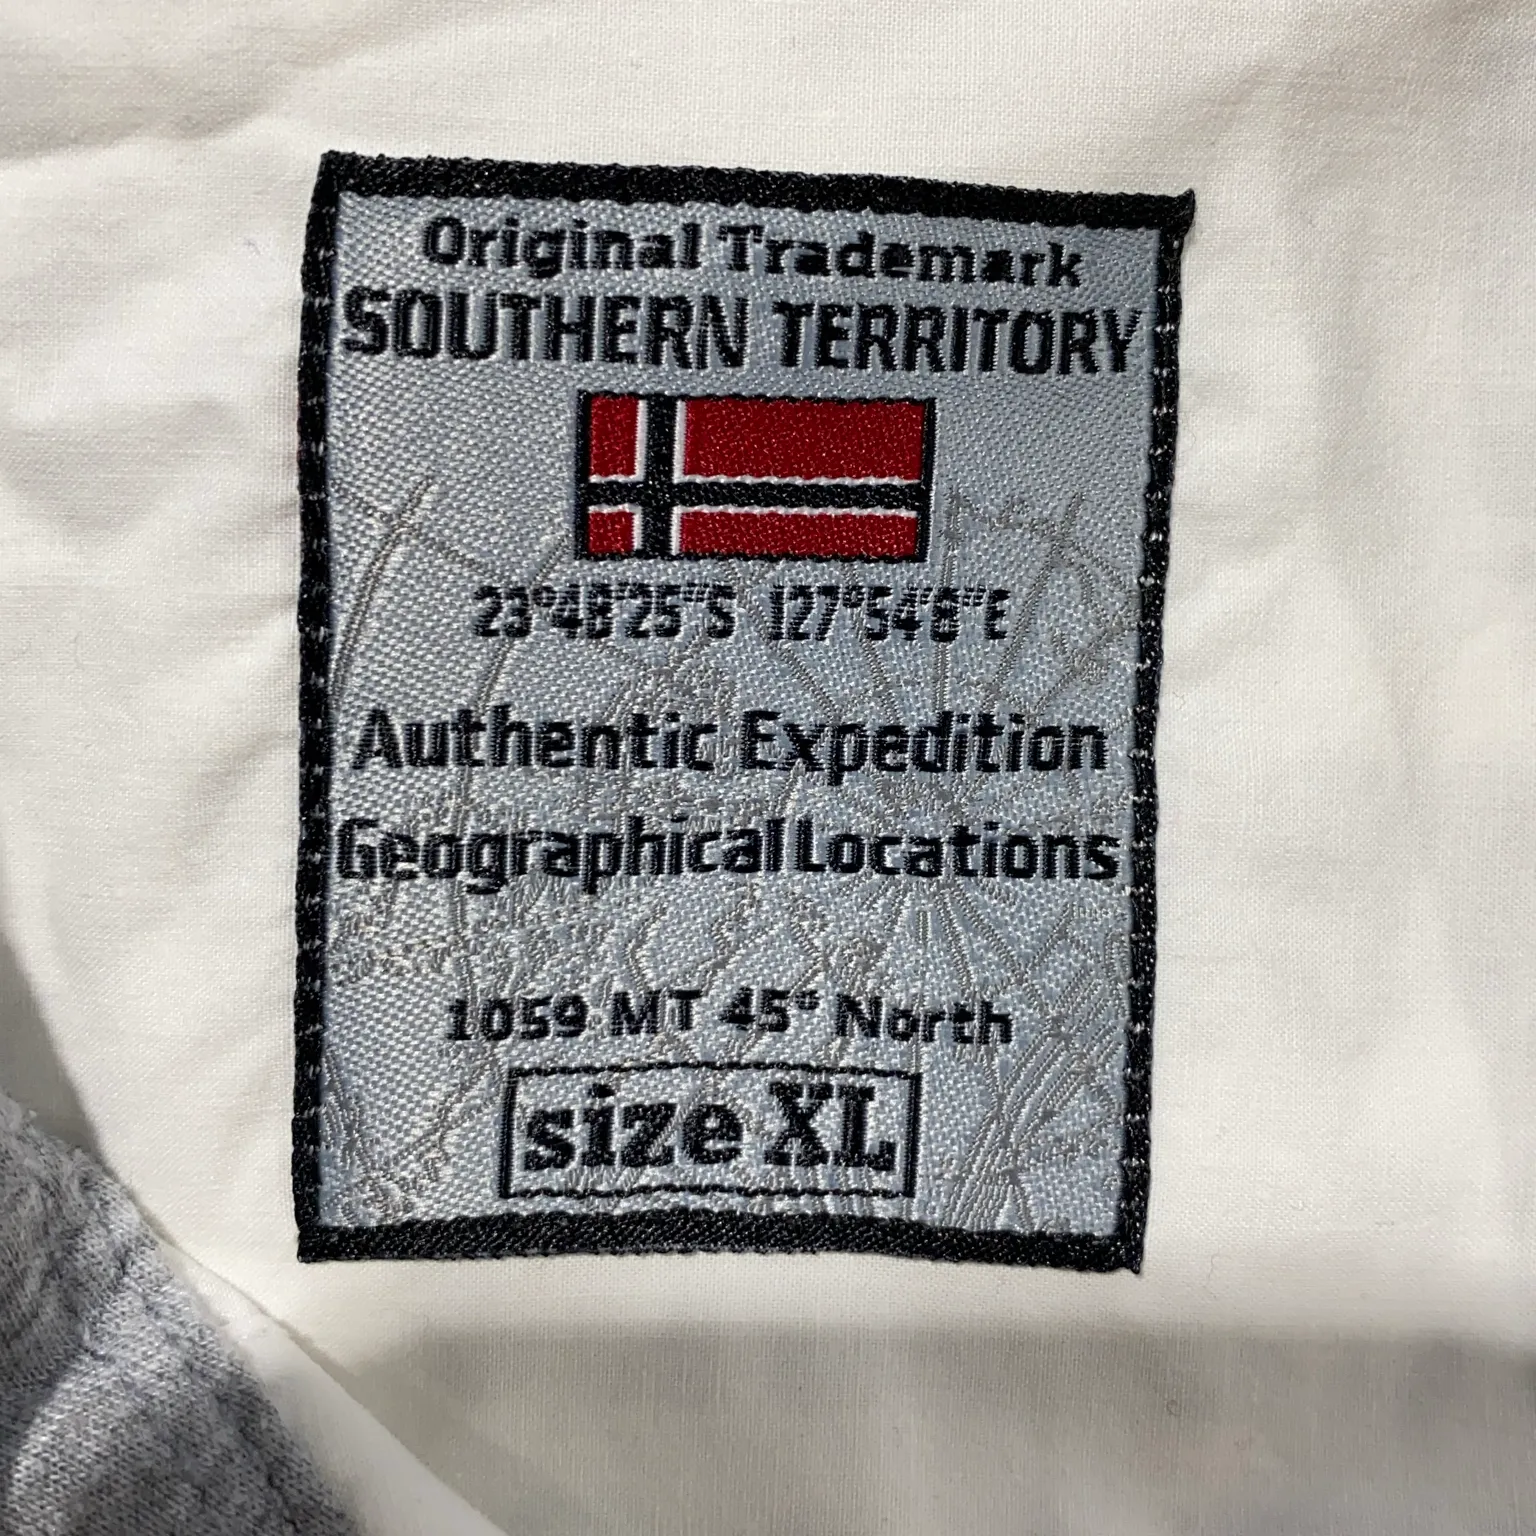 Original Trademark
SOUTHERN TERRITORY
23°48'25"S 127°54'8"E
Authentic Expedition
Geographical Locations
1059 MT 45° North
size XL